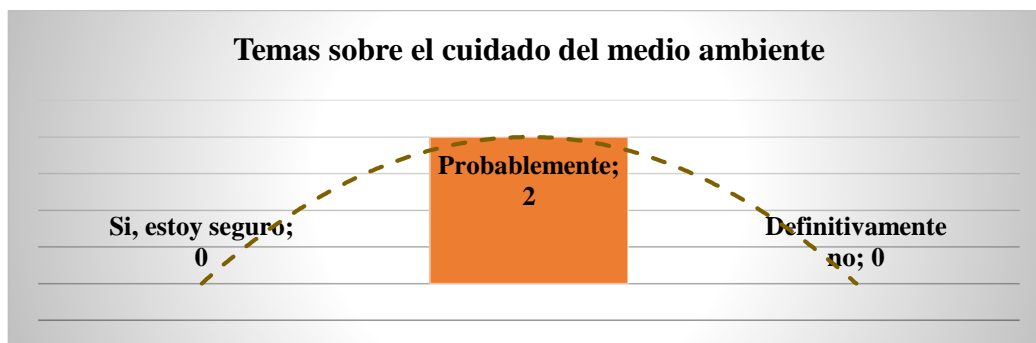 Temas sobre el cuidado del medio ambiente
Probablemente;
2
Si, estoy seguro;
0
Definitivamente
no; 0